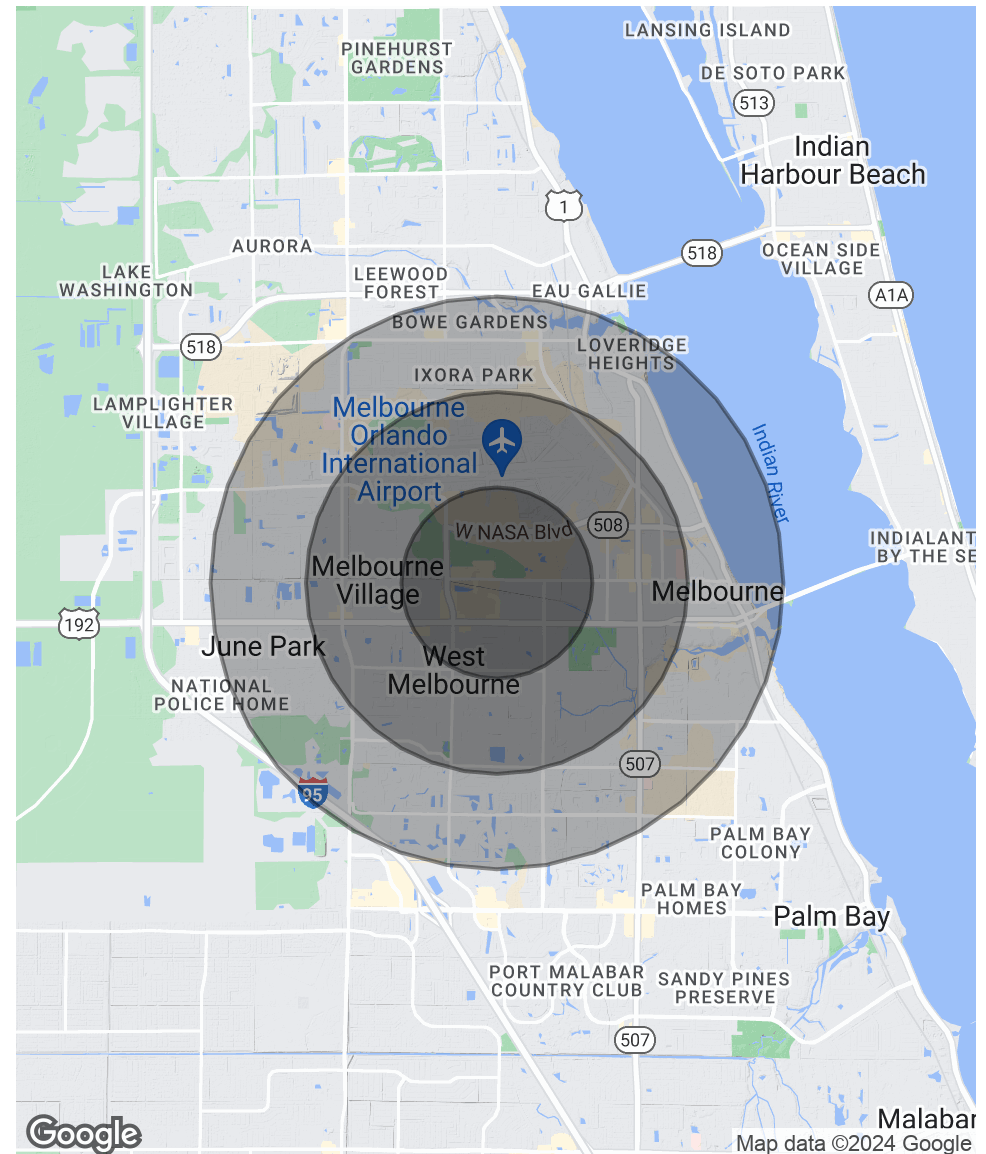 LANSING ISLAND
PINEHURST
GARDENS
DE SOTO PARK
513
Indian
Harbour Beach
1
AURORA
518
OCEAN SIDE
VILLAGE
LAKE
WASHINGTON
LEEWOOD
FOREST
EAU GALLIE
A1A
BOWE GARDENS
518
LOVERIDGE
HEIGHTS
IXORA PARK
LAMPLIGHTER
VILLAGE
Melbourne
Orlando
International
Airport
Indian River
W NASA Blvd
508
INDIALANT
BY THE SE
Melbourne
Village
Melbourne
192
June Park
West
Melbourne
NATIONAL
POLICE HOME
507
95
PALM BAY
COLONY
PALM BAY
HOMES
Palm Bay
PORT MALABAR
COUNTRY CLUB
SANDY PINES
PRESERVE
507
Malabar
Google
Map data ©2024 Google